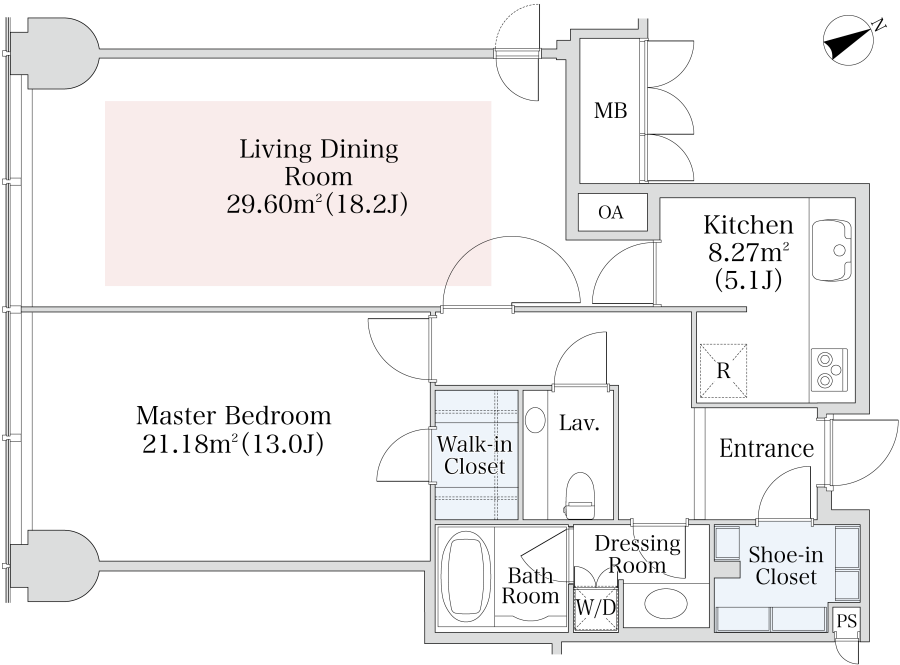 N
MB
Living Dining
Room
29.60m²(18.2J)
OA
Kitchen
8.27m²
(5.1J)
R
Master Bedroom
21.18m²(13.0J)
Walk-in
Closet
Lav.
Entrance
Dressing
Room
Shoe-in
Closet
Bath
Room
W/D
PS